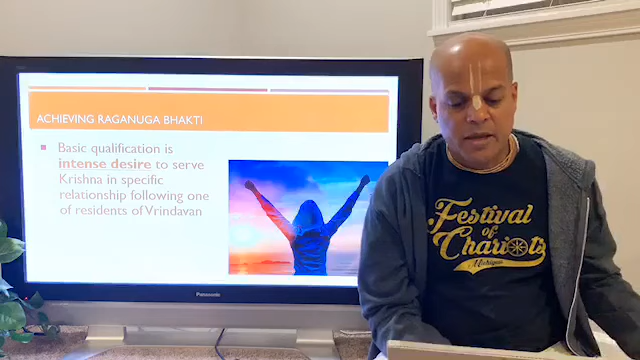 ACHIEVING RAGANUGA BHAKTI
Basic qualification is
intense desire to serve
Krishna in specific
relationship following one
of residents of Vrindavan
Panasonic
Festival
of
Chariots
Michigan